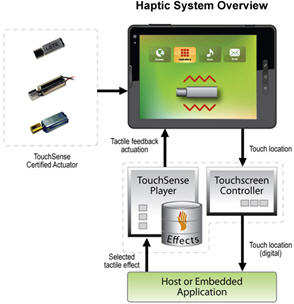 Haptic System Overview
Applications
TouchSense
Certified Actuator
Tactile feedback
actuation
Touch location
TouchSense
Player
Effects
Touchscreen
Controller
Selected
tactile effect
Touch location
(digital)
Host or Embedded
Application